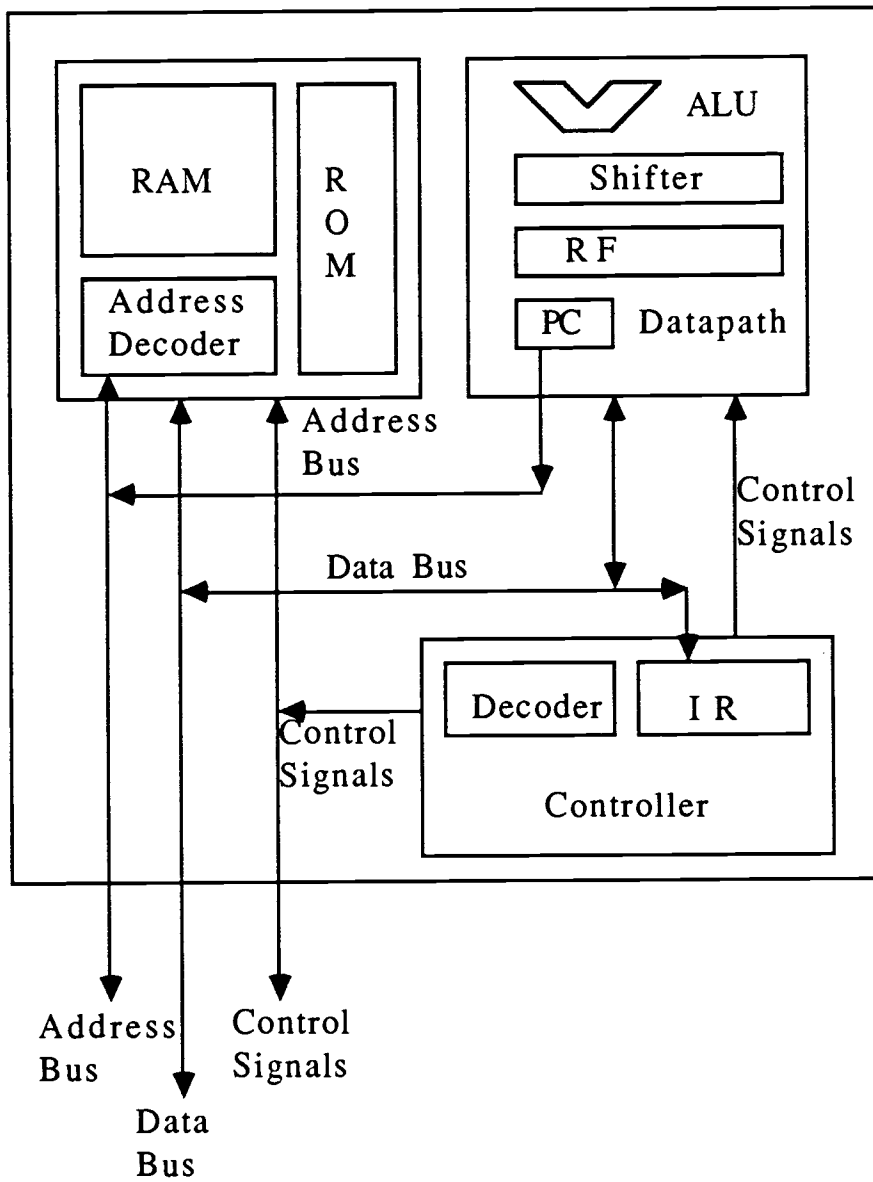 RAM
R
O
M
Address
Decoder
ALU
Shifter
RF
PC
Datapath
Address
Bus
Control
Signals
Data Bus
Decoder
IR
Controller
Control
Signals
Address
Bus
Control
Signals
Data
Bus